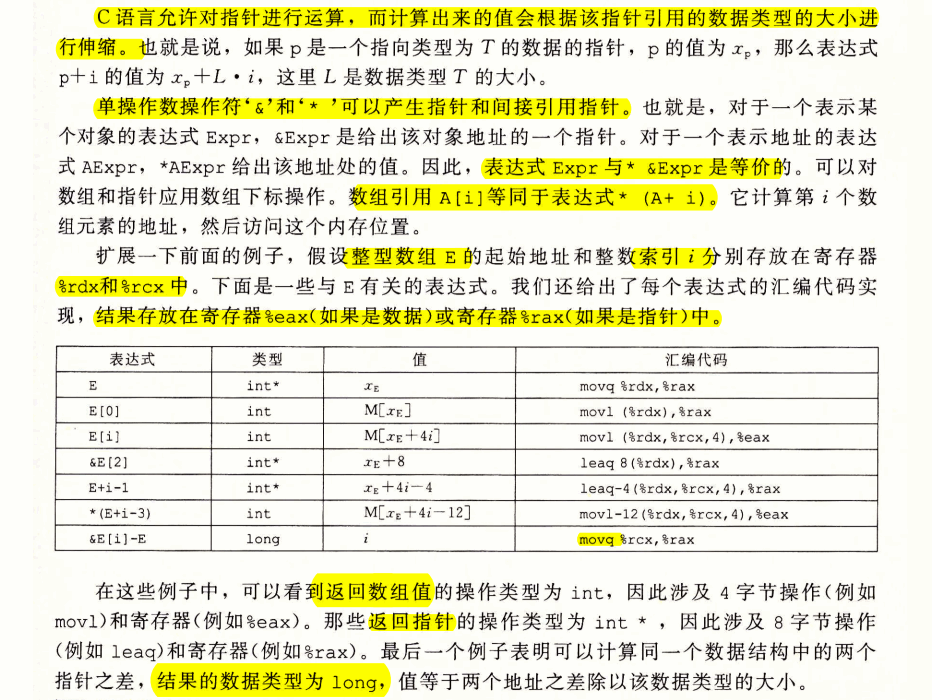 C 语言允许对指针进行运算，而计算出来的值会根据该指针引用的数据类型的大小进
行伸缩。也就是说，如果 p 是一个指向类型为 T 的数据的指针，p 的值为 xₚ，那么表达式
p+i 的值为 xₚ+L·i，这里 L 是数据类型 T 的大小。
单操作数操作符‘&’和‘*’可以产生指针和间接引用指针。也就是，对于一个表示某
个对象的表达式 Expr，&Expr 是给出该对象地址的一个指针。对于一个表示地址的表达
式 AExpr，*AExpr 给出该地址处的值。因此，表达式 Expr 与* &Expr 是等价的。可以对
数组和指针应用数组下标操作。数组引用 A[i]等同于表达式* (A+ i)。它计算第 i 个数
组元素的地址，然后访问这个内存位置。
扩展一下前面的例子，假设整型数组 E 的起始地址和整数索引 i 分别存放在寄存器
%rdx和%rcx 中。下面是一些与 E 有关的表达式。我们还给出了每个表达式的汇编代码实
现，结果存放在寄存器%eax(如果是数据)或寄存器%rax(如果是指针)中。
表达式 类型 值 汇编代码
E int* x_E movq %rdx,%rax
E[0] int M[x_E] movl (%rdx),%rax
E[i] int M[x_E+4i] movl (%rdx,%rcx,4),%eax
&E[2] int* x_E+8 leaq 8(%rdx),%rax
E+i-1 int* x_E+4i-4 leaq-4(%rdx,%rcx,4),%rax
*(E+i-3) int M[x_E+4i-12] movl-12(%rdx,%rcx,4),%eax
&E[i]-E long i movq %rcx,%rax
在这些例子中，可以看到返回数组值的操作类型为 int，因此涉及 4 字节操作(例如
movl)和寄存器(例如%eax)。那些返回指针的操作类型为 int *，因此涉及 8 字节操作
(例如 leaq)和寄存器(例如%rax)。最后一个例子表明可以计算同一个数据结构中的两个
指针之差，结果的数据类型为 long，值等于两个地址之差除以该数据类型的大小。